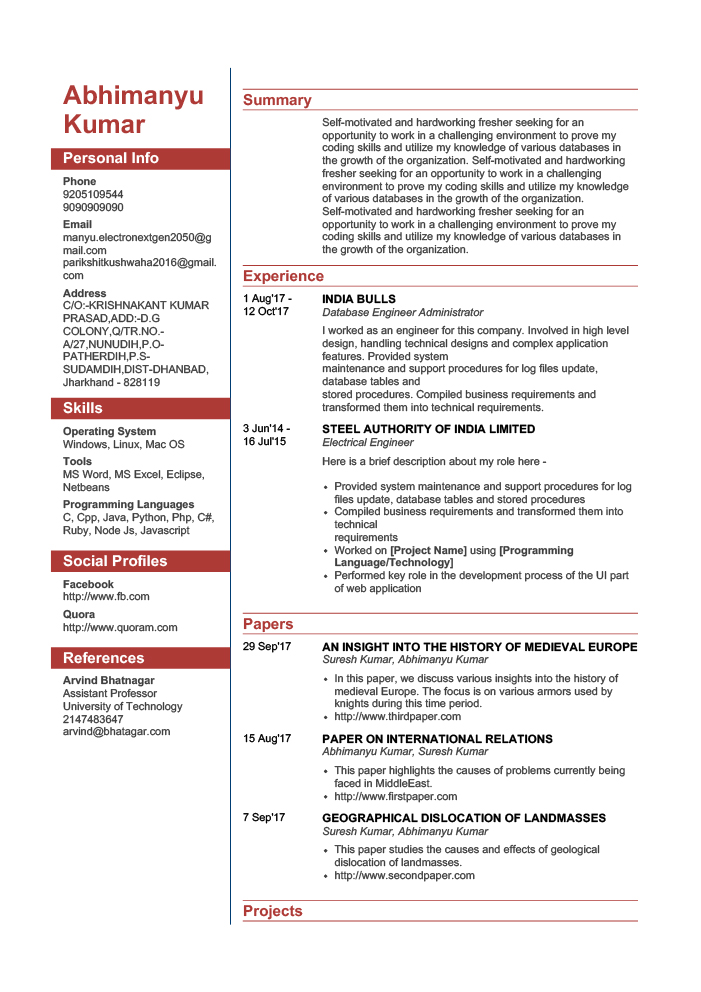 Abhimanyu
Kumar
Personal Info
Phone
9205109544
9090909090
Email
manyu.electronextgen2050@g
mail.com
parikshitkushwaha2016@gmail.
com
Address
C/O:-KRISHNAKANT KUMAR
PRASAD,ADD:-D.G
COLONY,Q/TR.NO.-
A/27,NUNUDIH,P.O-
PATHERDIH,P.S-
SUDAMDIH,DIST-DHANBAD,
Jharkhand - 828119
Skills
Operating System
Windows, Linux, Mac OS
Tools
MS Word, MS Excel, Eclipse,
Netbeans
Programming Languages
C, Cpp, Java, Python, Php, C#,
Ruby, Node Js, Javascript
Social Profiles
Facebook
http://www.fb.com
Quora
http://www.quoram.com
References
Arvind Bhatnagar
Assistant Professor
University of Technology
2147483647
arvind@bhatagar.com
Summary
Self-motivated and hardworking fresher seeking for an
opportunity to work in a challenging environment to prove my
coding skills and utilize my knowledge of various databases in
the growth of the organization. Self-motivated and hardworking
fresher seeking for an opportunity to work in a challenging
environment to prove my coding skills and utilize my knowledge
of various databases in the growth of the organization.
Self-motivated and hardworking fresher seeking for an
opportunity to work in a challenging environment to prove my
coding skills and utilize my knowledge of various databases in
the growth of the organization.
Experience
1 Aug'17 -
12 Oct'17
INDIA BULLS
Database Engineer Administrator
I worked as an engineer for this company. Involved in high level
design, handling technical designs and complex application
features. Provided system
maintenance and support procedures for log files update,
database tables and
stored procedures. Compiled business requirements and
transformed them into technical requirements.
3 Jun'14 -
16 Jul'15
STEEL AUTHORITY OF INDIA LIMITED
Electrical Engineer
Here is a brief description about my role here -
• Provided system maintenance and support procedures for log
files update, database tables and stored procedures
• Compiled business requirements and transformed them into
technical
requirements
• Worked on [Project Name] using [Programming
Language/Technology]
• Performed key role in the development process of the UI part
of web application
Papers
29 Sep'17
AN INSIGHT INTO THE HISTORY OF MEDIEVAL EUROPE
Suresh Kumar, Abhimanyu Kumar
• In this paper, we discuss various insights into the history of
medieval Europe. The focus is on various armors used by
knights during this time period.
• http://www.thirdpaper.com
15 Aug'17
PAPER ON INTERNATIONAL RELATIONS
Abhimanyu Kumar, Suresh Kumar
• This paper highlights the causes of problems currently being
faced in MiddleEast.
• http://www.firstpaper.com
7 Sep'17
GEOGRAPHICAL DISLOCATION OF LANDMASSES
Suresh Kumar, Abhimanyu Kumar
• This paper studies the causes and effects of geological
dislocation of landmasses.
• http://www.secondpaper.com
Projects